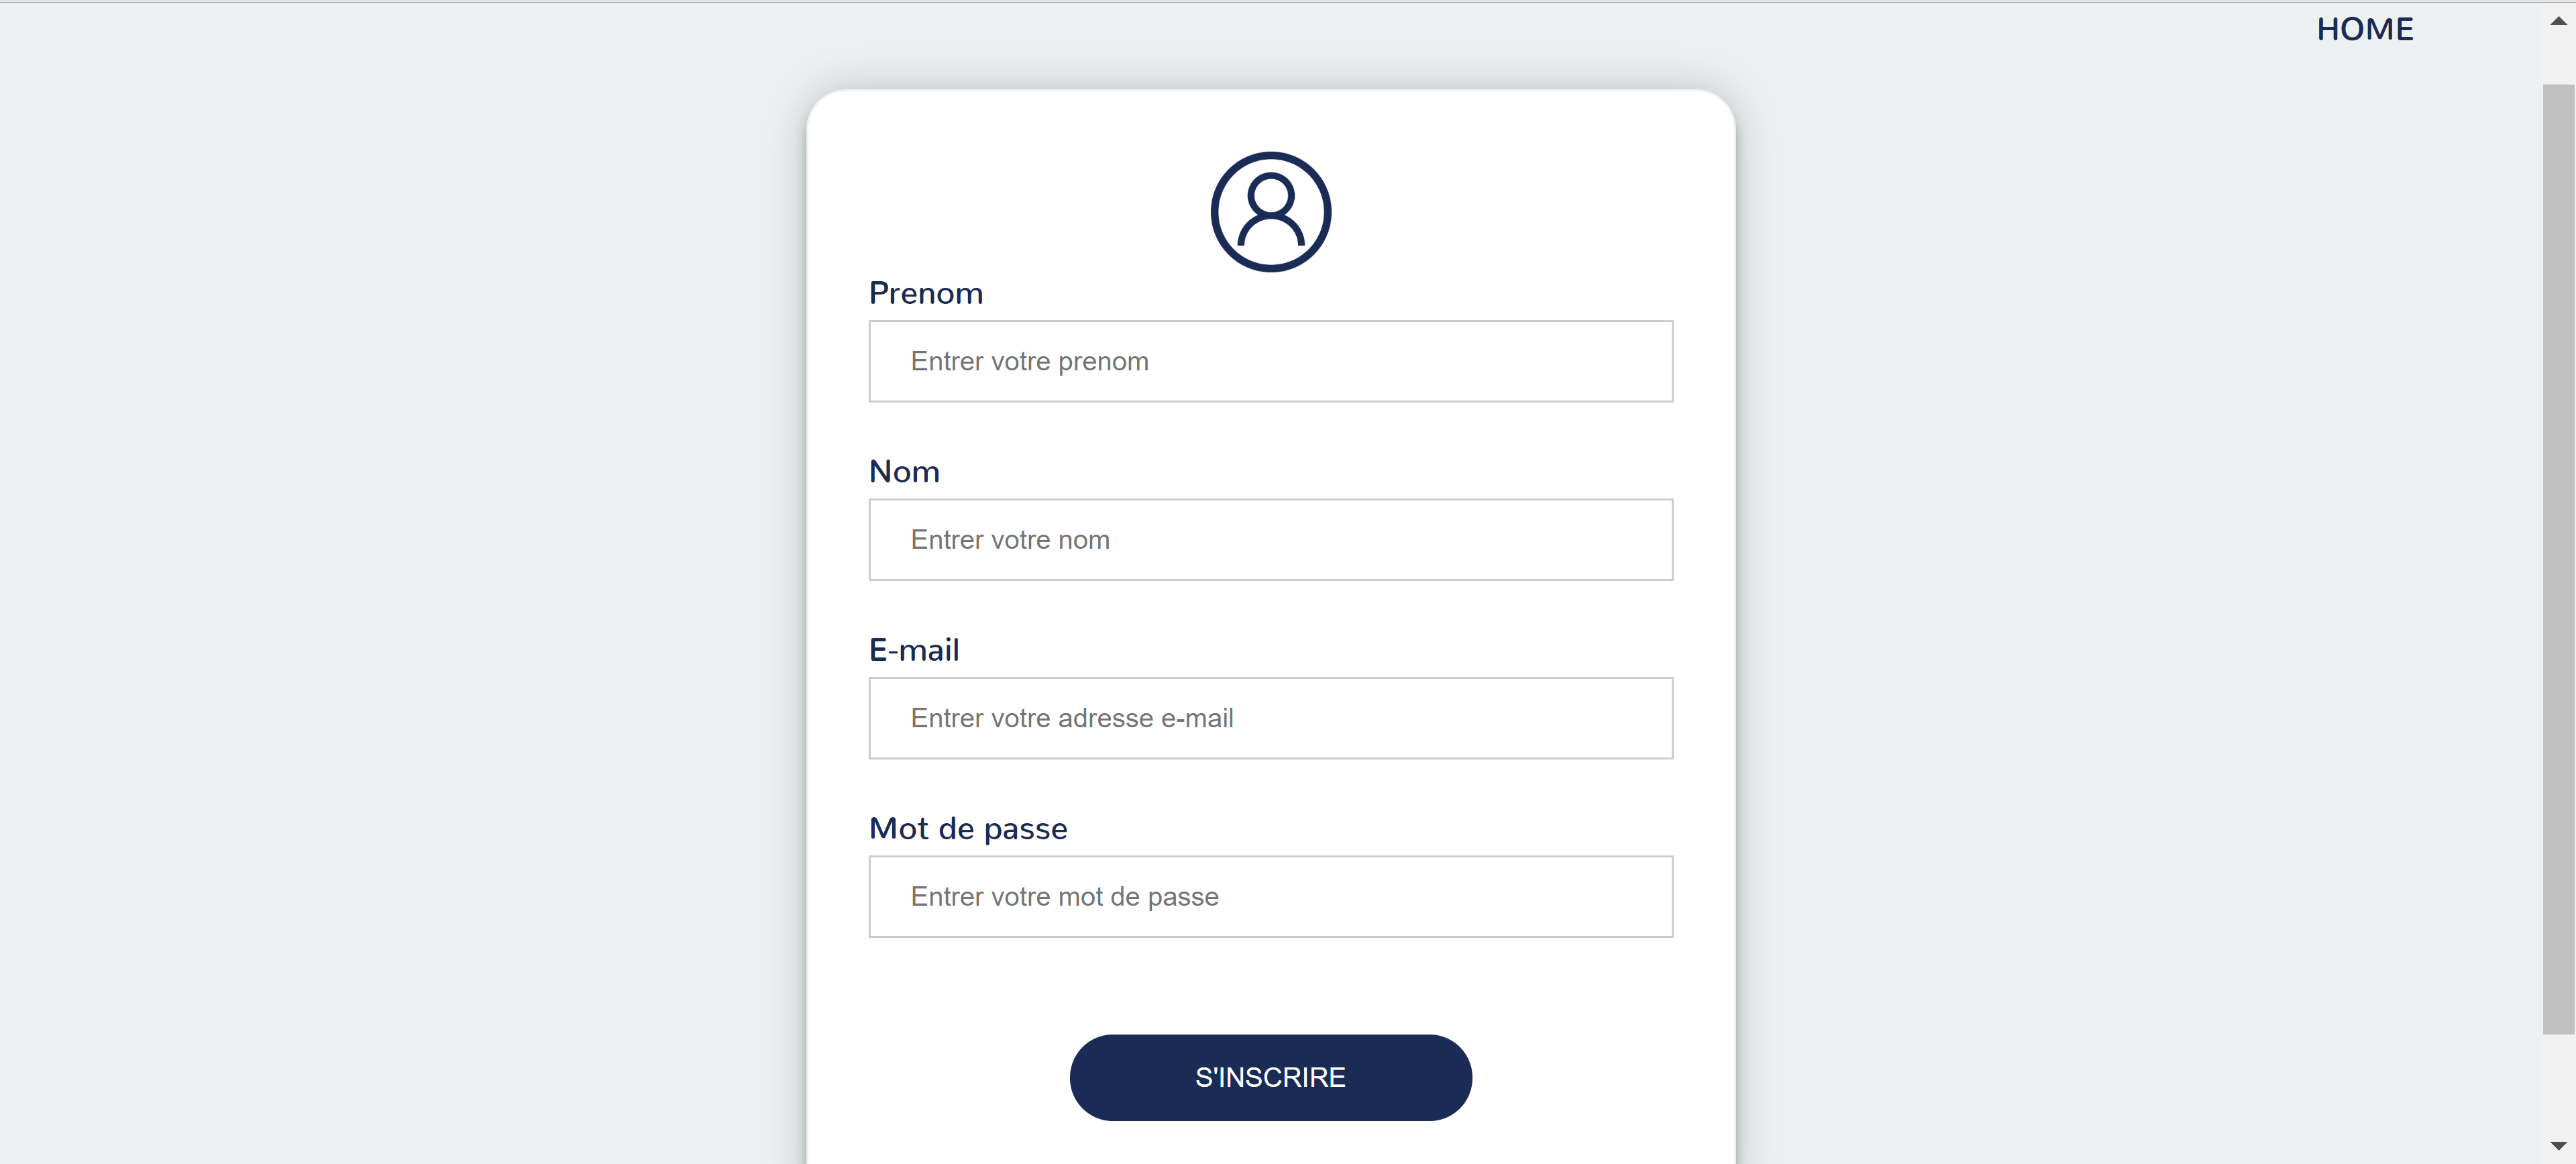 HOME
Prenom
Entrer votre prenom
Nom
Entrer votre nom
E-mail
Entrer votre adresse e-mail
Mot de passe
Entrer votre mot de passe
S'INSCRIRE